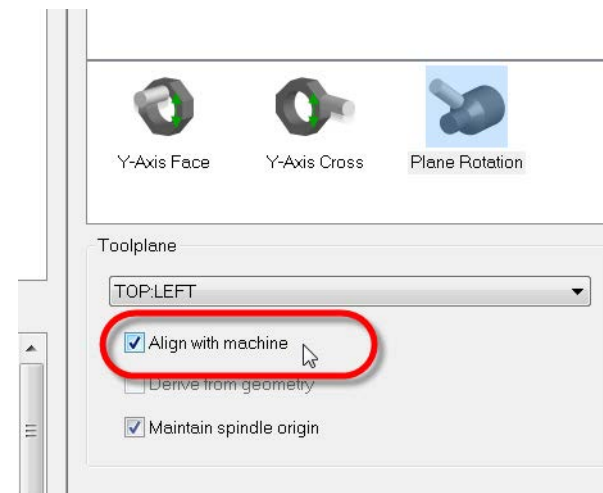 Y-Axis Face Y-Axis Cross Plane Rotation
Toolplane
TOP:LEFT
Align with machine
Derive from geometry
Maintain spindle origin